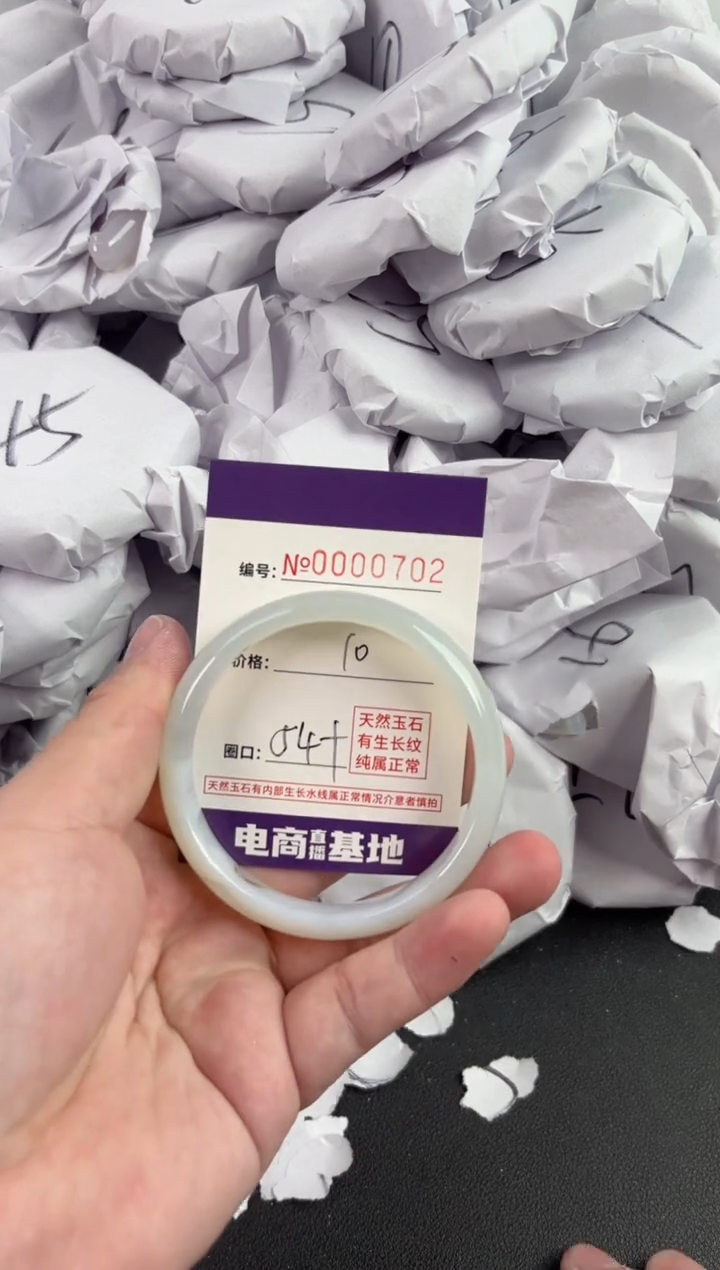 十5
编号: №0000702
价格: 10
圈口: 54+
天然玉石
有生长纹
纯属正常
天然玉石有内部生长水线属正常情况介意者慎拍
电商直播基地